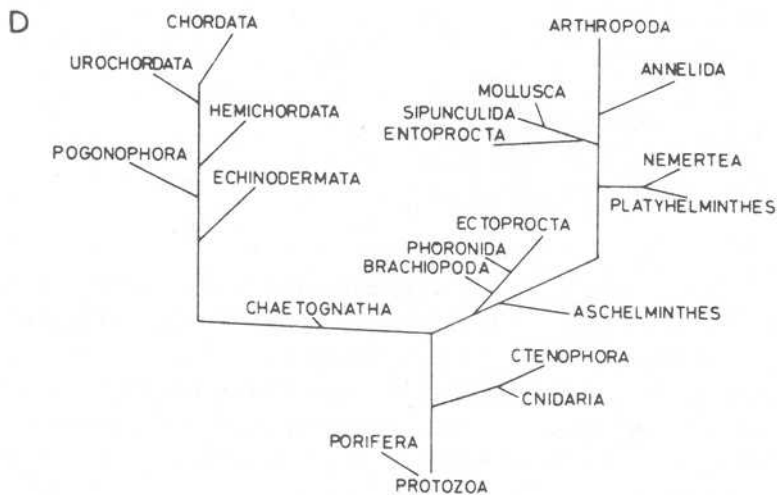 D
CHORDATA
ARTHROPODA
UROCHORDATA
ANNELIDA
MOLLUSCA
SIPUNCULIDA
HEMICHORDATA
ENTOPROCTA
POGONOPHORA
NEMERTEA
ECHINODERMATA
PLATYHELMINTHES
ECTOPROCTA
PHORONIDA
BRACHIOPODA
CHAETOGNATHA
ASCHELMINTHES
CTENOPHORA
CNIDARIA
PORIFERA
PROTOZOA